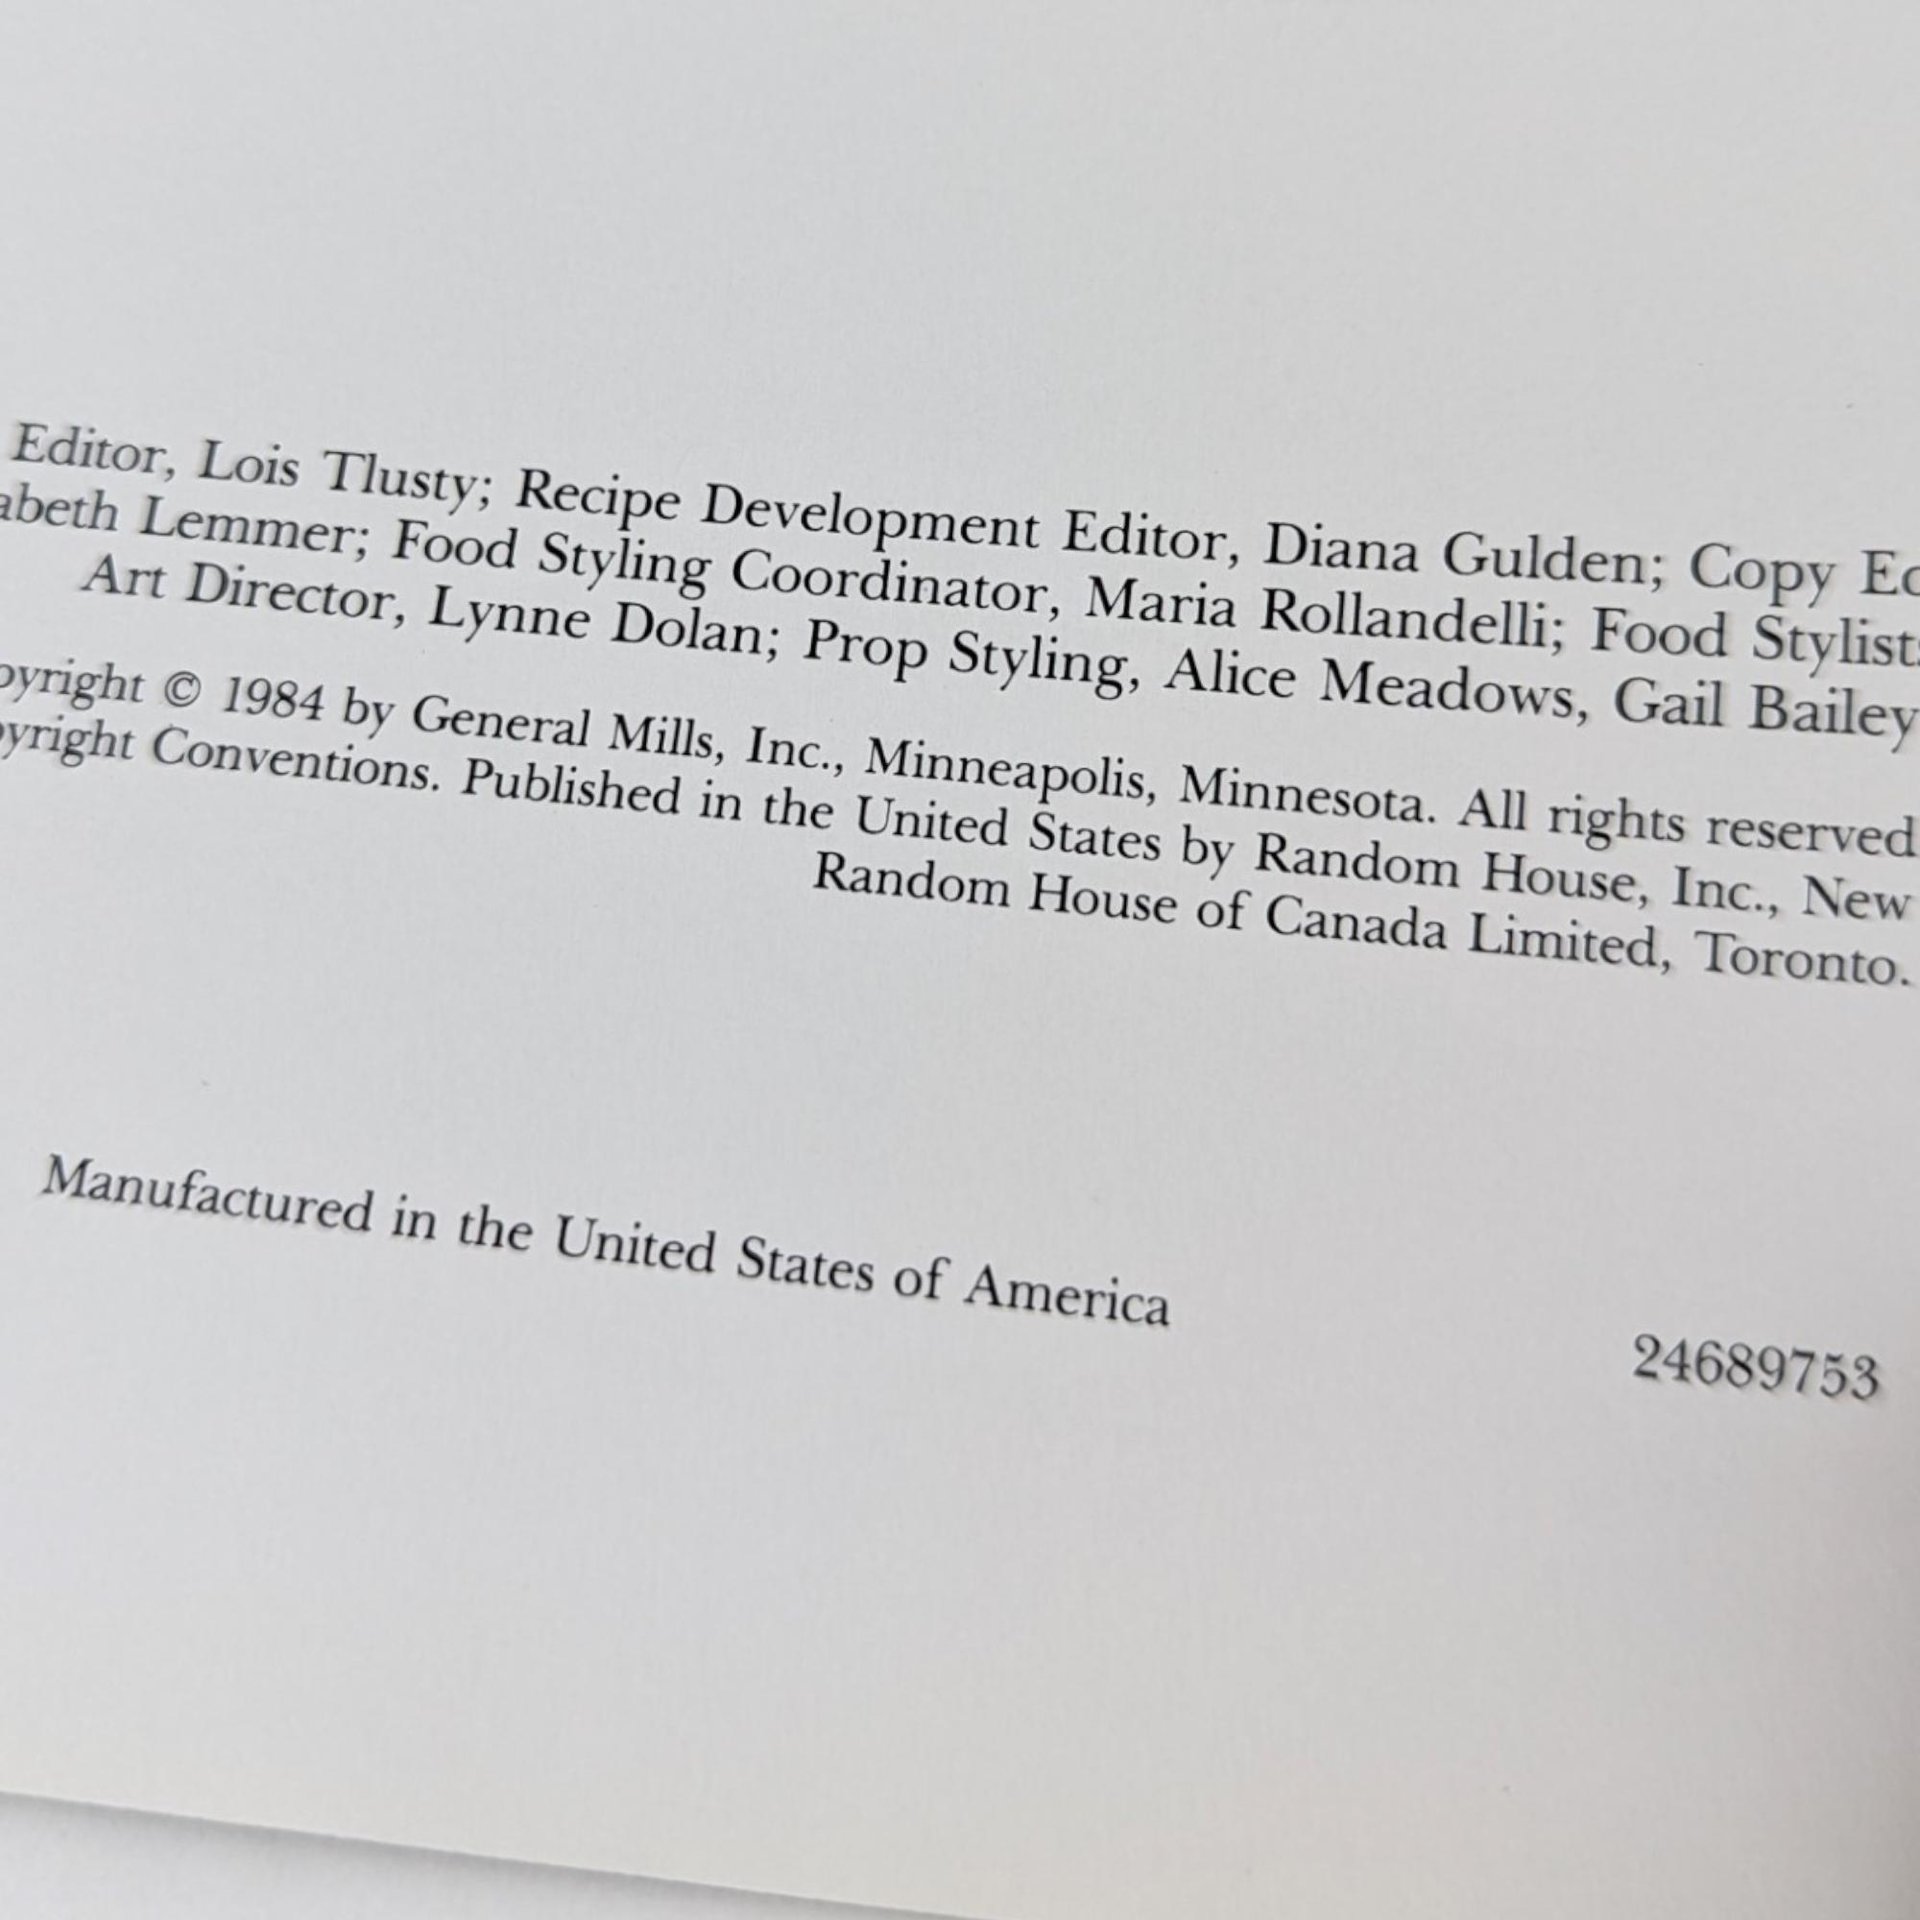 Editor, Lois Tlusty; Recipe Development Editor, Diana Gulden; Copy
abeth Lemmer; Food Styling Coordinator, Maria Rollandelli; Food Stylists
Art Director, Lynne Dolan; Prop Styling, Alice Meadows, Gail Bailey
pyright © 1984 by General Mills, Inc., Minneapolis, Minnesota. All rights reserved
pyright Conventions. Published in the United States by Random House, Inc., New
Random House of Canada Limited, Toronto.
Manufactured in the United States of America
24689753